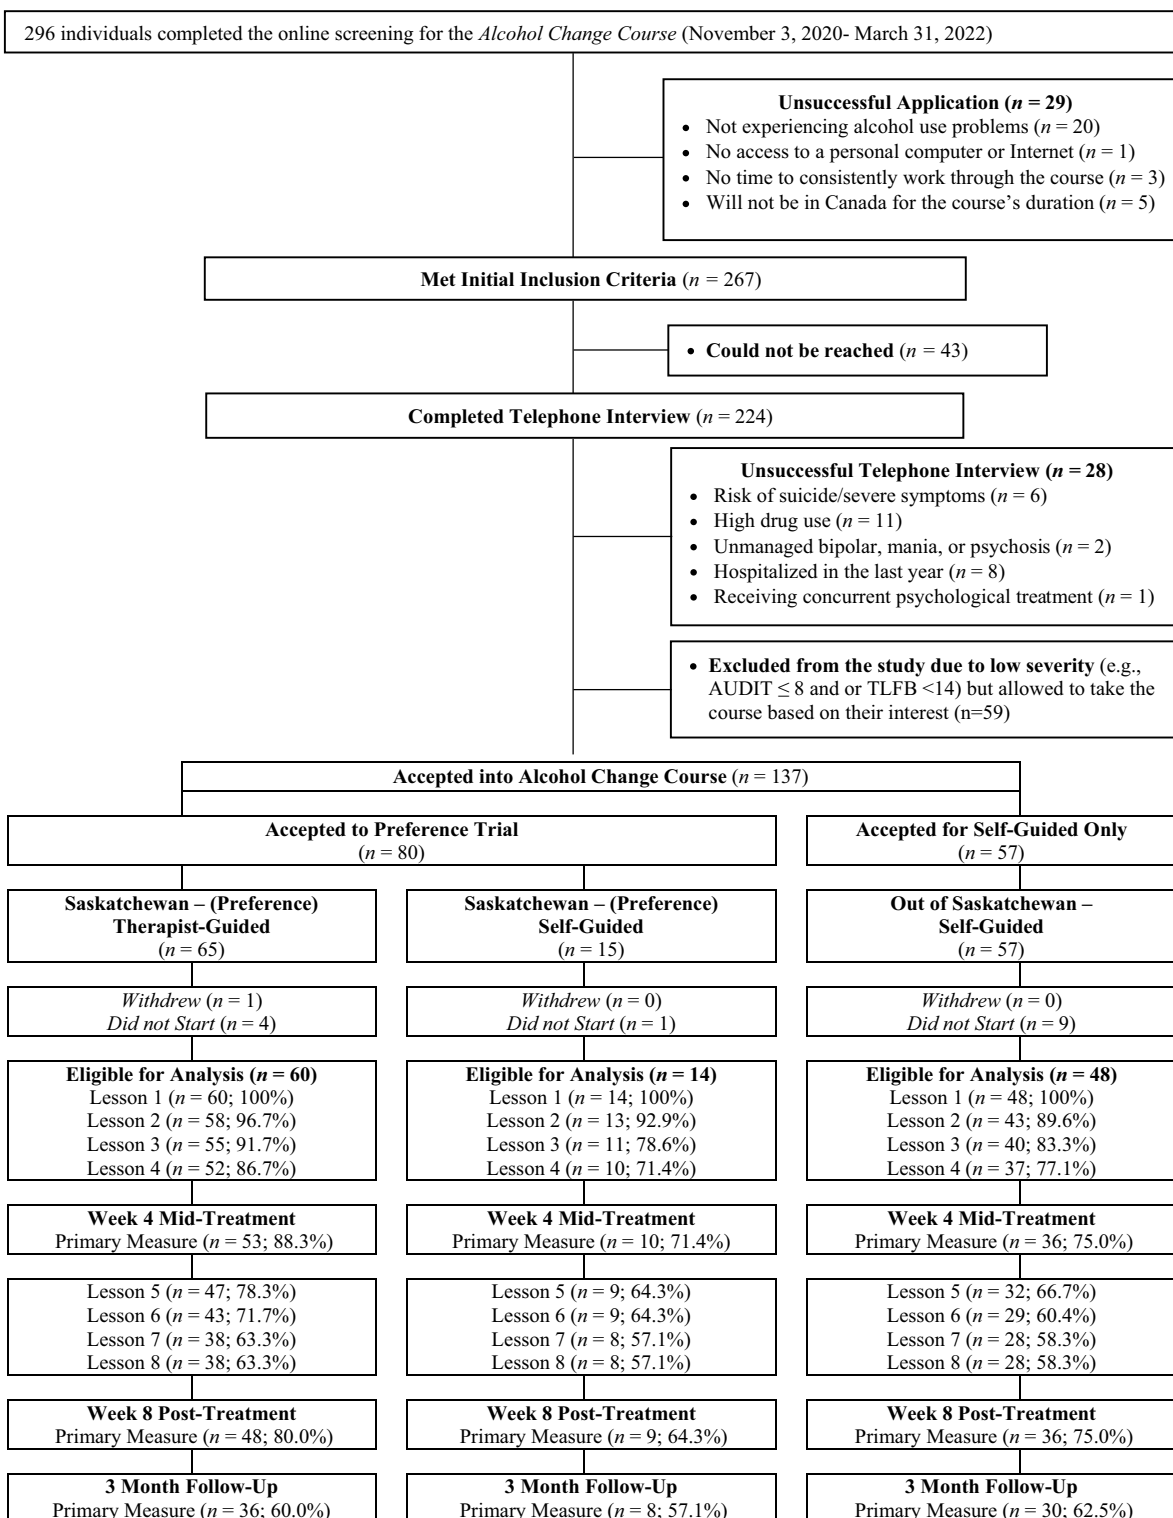 296 individuals completed the online screening for the Alcohol Change Course (November 3, 2020- March 31, 2022)
Unsuccessful Application (n = 29)
• Not experiencing alcohol use problems (n = 20)
• No access to a personal computer or Internet (n = 1)
• No time to consistently work through the course (n = 3)
• Will not be in Canada for the course's duration (n = 5)
Met Initial Inclusion Criteria (n = 267)
• Could not be reached (n = 43)
Completed Telephone Interview (n = 224)
Unsuccessful Telephone Interview (n = 28)
• Risk of suicide/severe symptoms (n = 6)
• High drug use (n = 11)
• Unmanaged bipolar, mania, or psychosis (n = 2)
• Hospitalized in the last year (n = 8)
• Receiving concurrent psychological treatment (n = 1)
• Excluded from the study due to low severity (e.g.,
AUDIT ≤ 8 and or TLFB <14) but allowed to take the
course based on their interest (n=59)
Accepted into Alcohol Change Course (n = 137)
Accepted to Preference Trial
(n = 80)
Accepted for Self-Guided Only
(n = 57)
Saskatchewan – (Preference)
Therapist-Guided
(n = 65)
Saskatchewan – (Preference)
Self-Guided
(n = 15)
Out of Saskatchewan –
Self-Guided
(n = 57)
Withdrew (n = 1)
Did not Start (n = 4)
Withdrew (n = 0)
Did not Start (n = 1)
Withdrew (n = 0)
Did not Start (n = 9)
Eligible for Analysis (n = 60)
Lesson 1 (n = 60; 100%)
Lesson 2 (n = 58; 96.7%)
Lesson 3 (n = 55; 91.7%)
Lesson 4 (n = 52; 86.7%)
Eligible for Analysis (n = 14)
Lesson 1 (n = 14; 100%)
Lesson 2 (n = 13; 92.9%)
Lesson 3 (n = 11; 78.6%)
Lesson 4 (n = 10; 71.4%)
Eligible for Analysis (n = 48)
Lesson 1 (n = 48; 100%)
Lesson 2 (n = 43; 89.6%)
Lesson 3 (n = 40; 83.3%)
Lesson 4 (n = 37; 77.1%)
Week 4 Mid-Treatment
Primary Measure (n = 53; 88.3%)
Week 4 Mid-Treatment
Primary Measure (n = 10; 71.4%)
Week 4 Mid-Treatment
Primary Measure (n = 36; 75.0%)
Lesson 5 (n = 47; 78.3%)
Lesson 6 (n = 43; 71.7%)
Lesson 7 (n = 38; 63.3%)
Lesson 8 (n = 38; 63.3%)
Lesson 5 (n = 9; 64.3%)
Lesson 6 (n = 9; 64.3%)
Lesson 7 (n = 8; 57.1%)
Lesson 8 (n = 8; 57.1%)
Lesson 5 (n = 32; 66.7%)
Lesson 6 (n = 29; 60.4%)
Lesson 7 (n = 28; 58.3%)
Lesson 8 (n = 28; 58.3%)
Week 8 Post-Treatment
Primary Measure (n = 48; 80.0%)
Week 8 Post-Treatment
Primary Measure (n = 9; 64.3%)
Week 8 Post-Treatment
Primary Measure (n = 36; 75.0%)
3 Month Follow-Up
Primary Measure (n = 36; 60.0%)
3 Month Follow-Up
Primary Measure (n = 8; 57.1%)
3 Month Follow-Up
Primary Measure (n = 30; 62.5%)